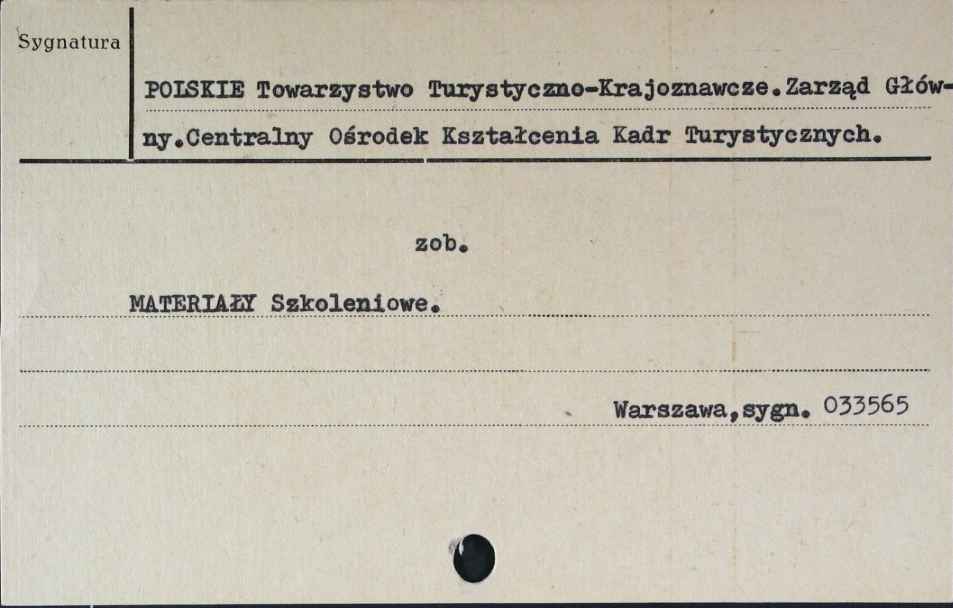 Sygnatura
POLSKIE Towarzystwo Turystyczno-Krajoznawcze.Zarząd Głów-
ny.Centralny Ośrodek Kształcenia Kadr Turystycznych.
zob.
MATERIAŁY Szkoleniowe.
Warszawa,sygn. 033565